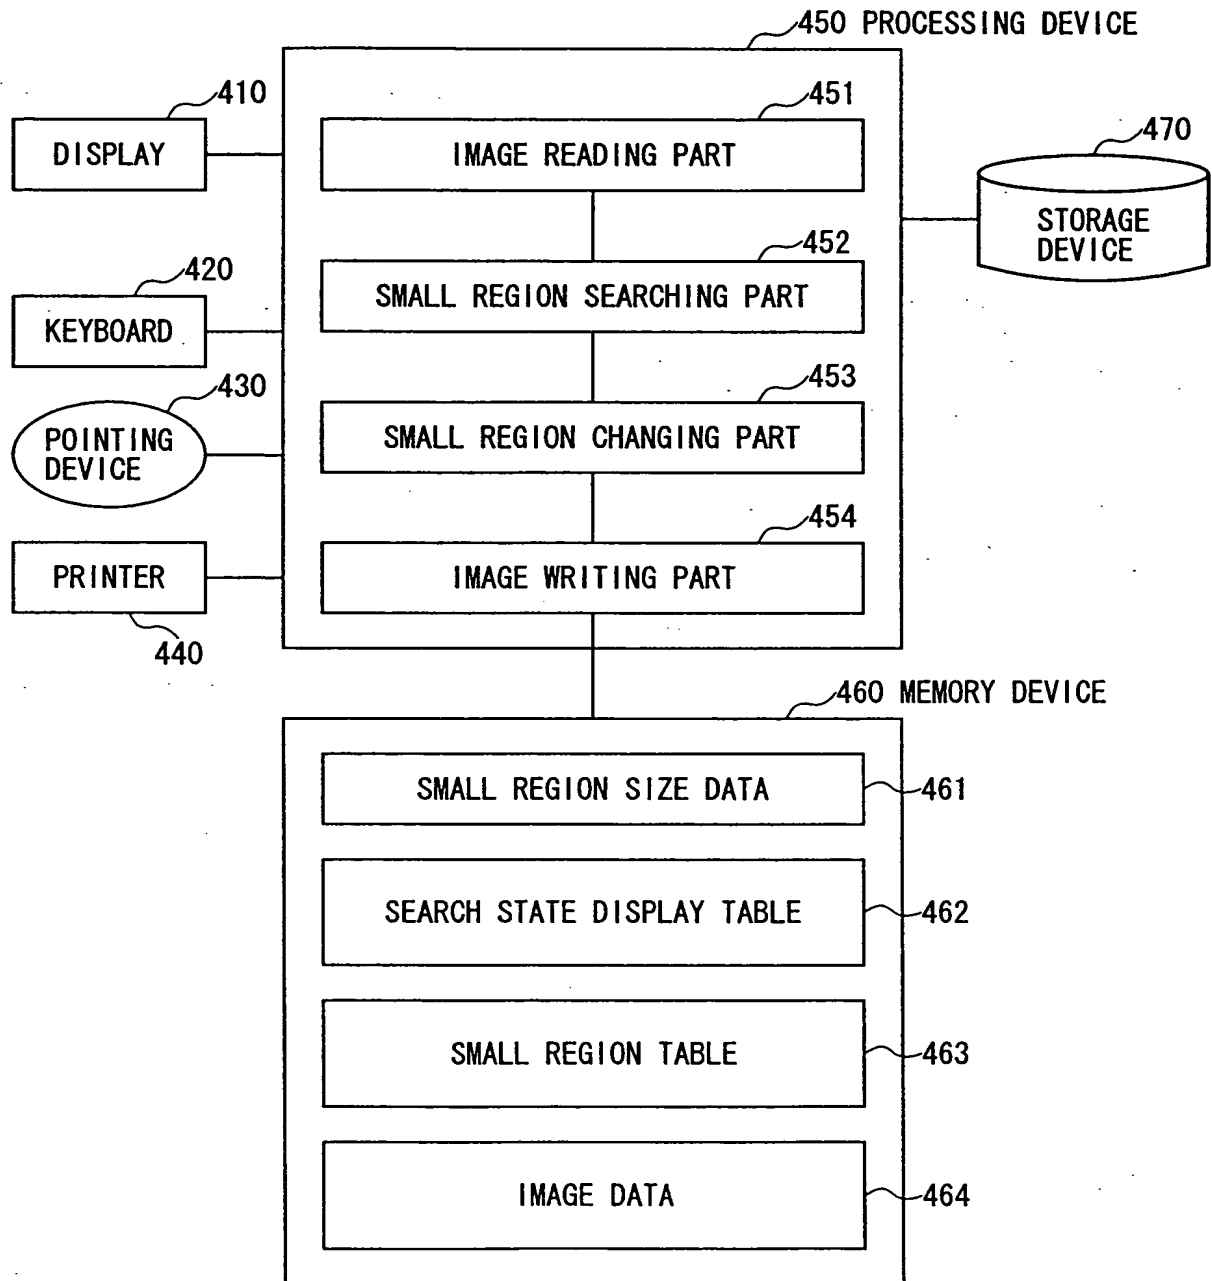 450 PROCESSING DEVICE
410
DISPLAY
451
IMAGE READING PART
470
STORAGE
DEVICE
452
SMALL REGION SEARCHING PART
420
KEYBOARD
430
POINTING
DEVICE
453
SMALL REGION CHANGING PART
454
IMAGE WRITING PART
PRINTER
440
460 MEMORY DEVICE
SMALL REGION SIZE DATA
461
SEARCH STATE DISPLAY TABLE
462
SMALL REGION TABLE
463
IMAGE DATA
464